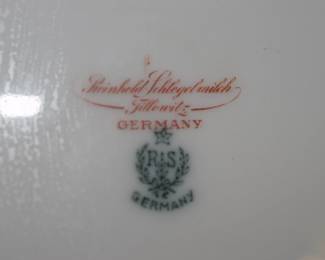 Reinhold Schlegelmilch
Tillowitz
GERMANY
RS
GERMANY